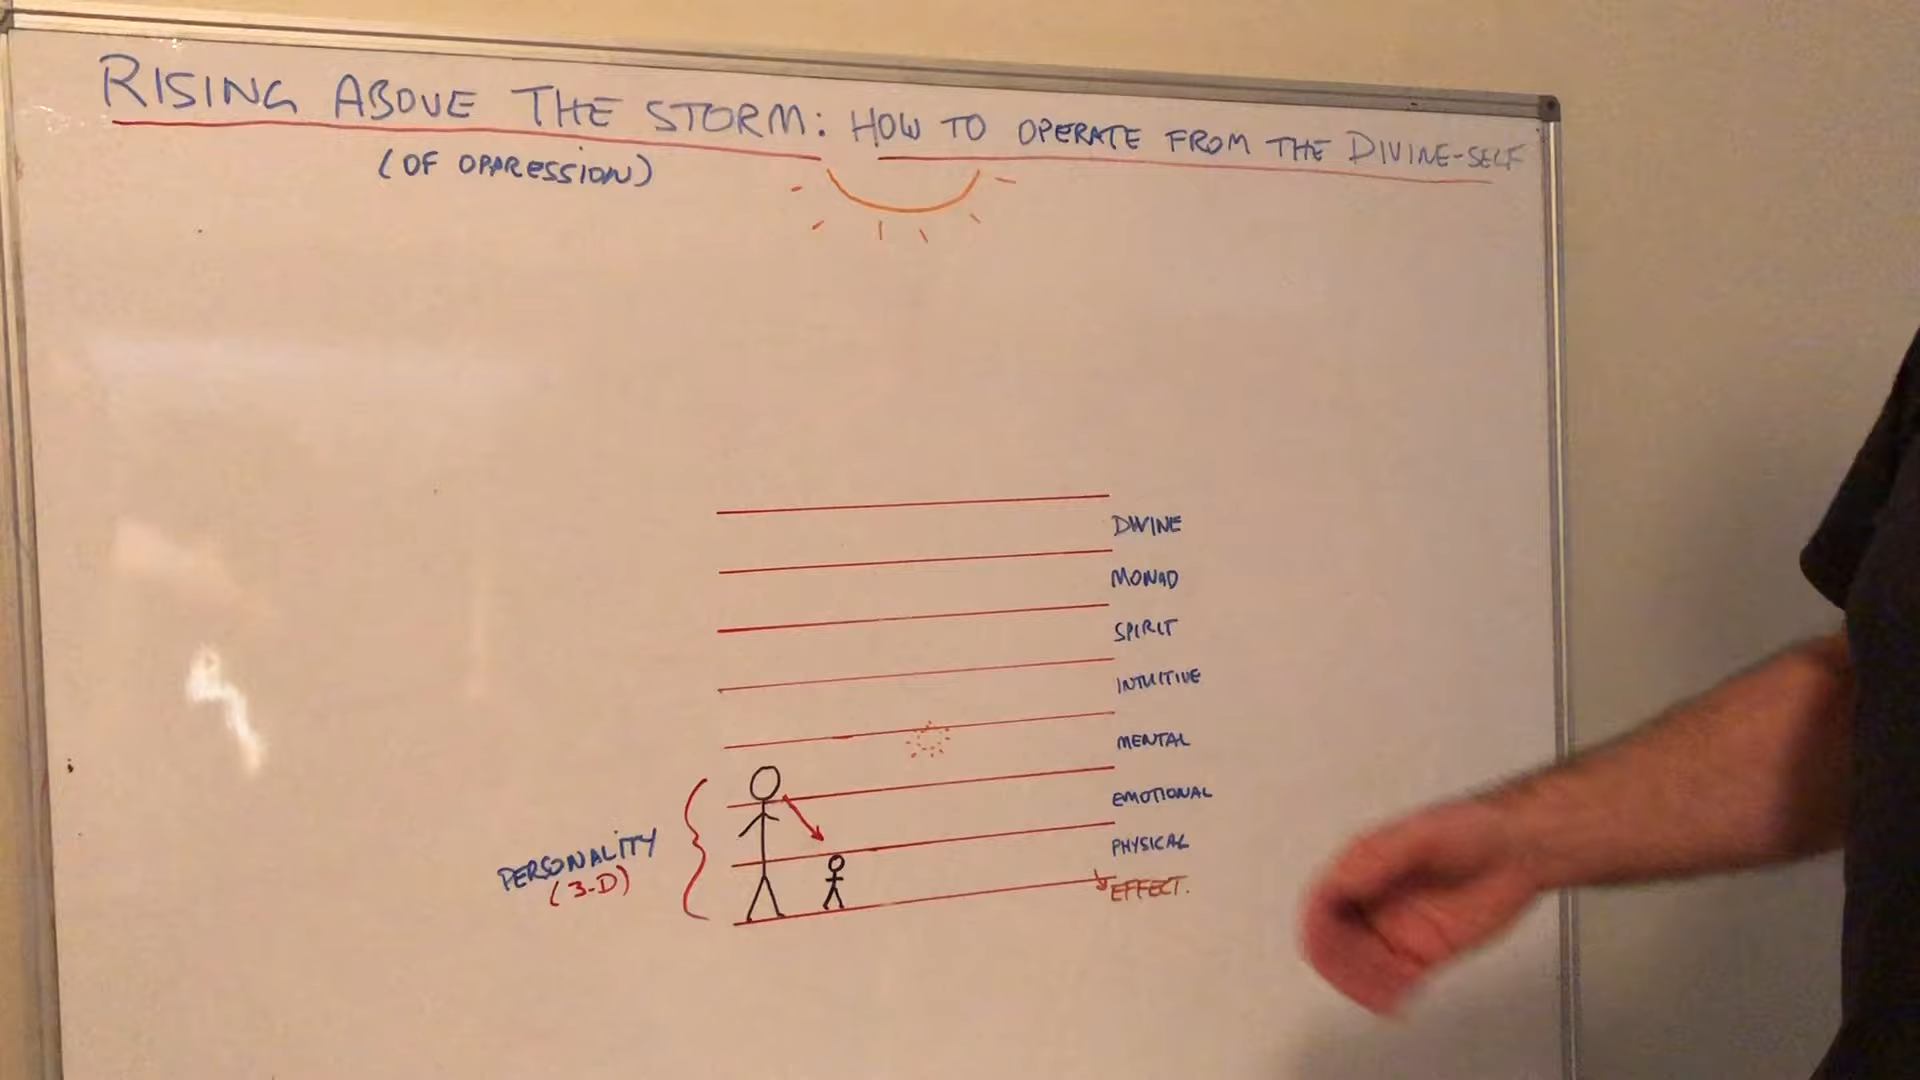 RISING ABOVE THE STORM: HOW TO OPERATE FROM THE DIVINE-SELF
(OF OPPRESSION)
DIVINE
MONAD
SPIRIT
INTUITIVE
MENTAL
EMOTIONAL
PHYSICAL
EFFECT.
PERSONALITY
(3-D)